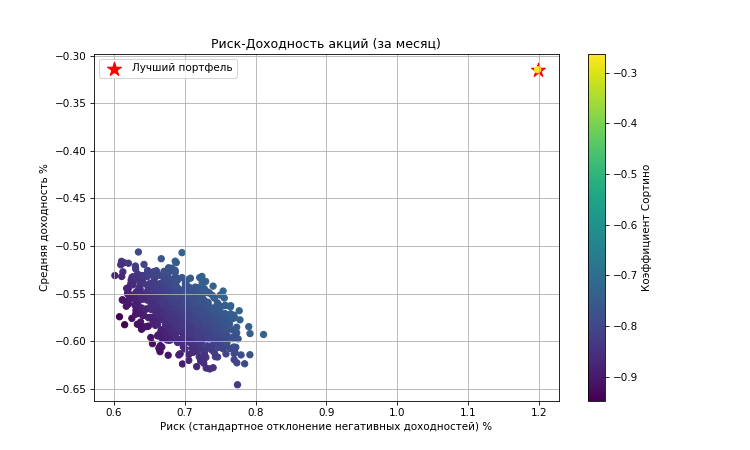 Риск-Доходность акций (за месяц)
Лучший портфель
Средняя доходность %
−0.30
−0.35
−0.40
−0.45
−0.50
−0.55
−0.60
−0.65
0.6 0.7 0.8 0.9 1.0 1.1 1.2
Риск (стандартное отклонение негативных доходностей) %
−0.3
−0.4
−0.5
−0.6
−0.7
−0.8
−0.9
Коэффициент Сортино